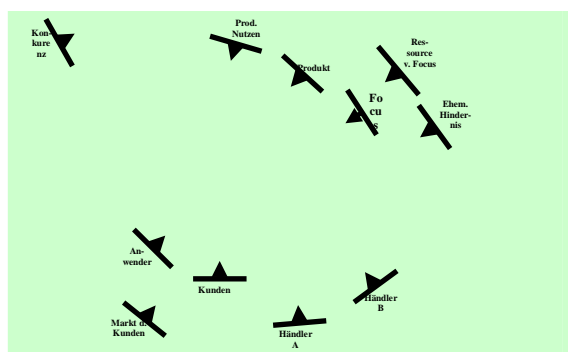 Kon-
kure
nz
Prod.
Nutzen
Produkt
Res-
source
v. Focus
Fo
cu
s
Ehem.
Hinder-
nis
An-
wender
Kunden
Markt d.
Kunden
Händler
A
Händler
B